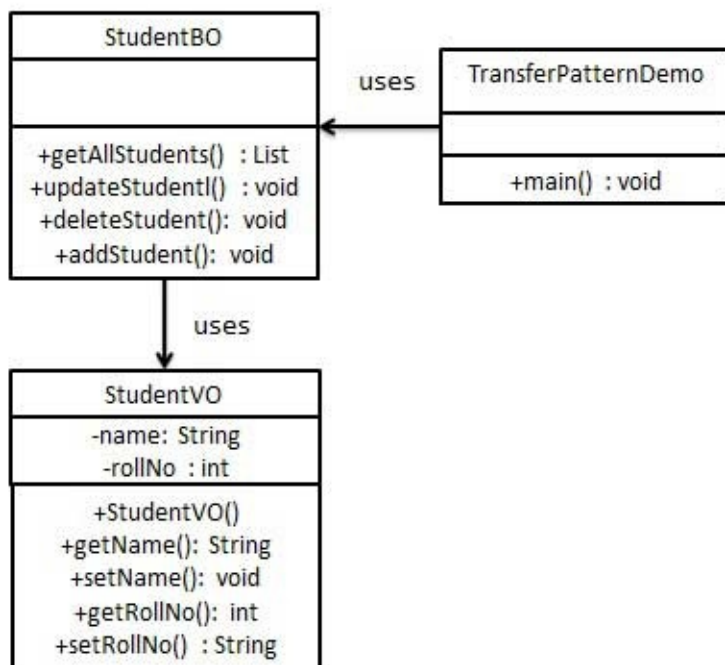 StudentBO
+getAllStudents() : List
+updateStudentl() : void
+deleteStudent(): void
+addStudent(): void
uses
TransferPatternDemo
+main() : void
uses
StudentVO
-name: String
-rollNo : int
+StudentVO()
+getName(): String
+setName(): void
+getRollNo(): int
+setRollNo() : String